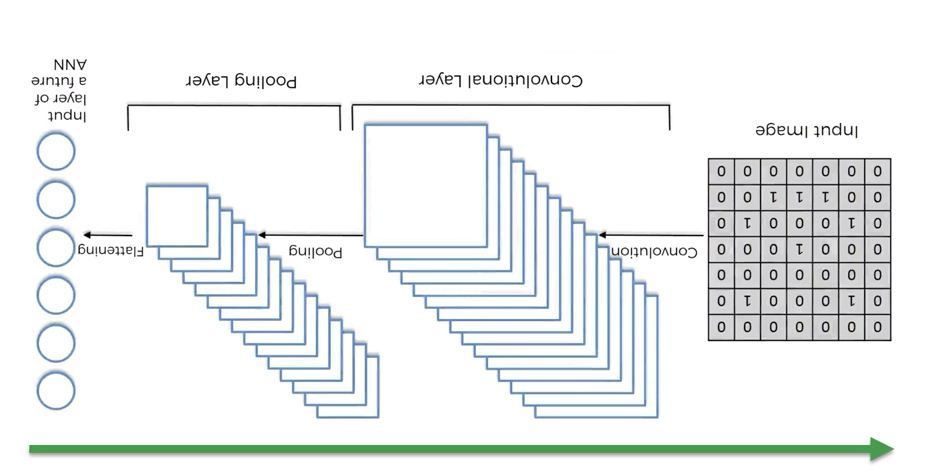 0 0 0 0 0 0 0
0 1 0 0 0 1 0
0 0 0 0 0 0 0
0 0 0 1 0 0 0
0 1 0 0 0 1 0
0 0 1 1 1 0 0
0 0 0 0 0 0 0
Input Image
Convolution
Convolutional Layer
Pooling
Pooling Layer
Flattening
Input
layer of
a future
ANN